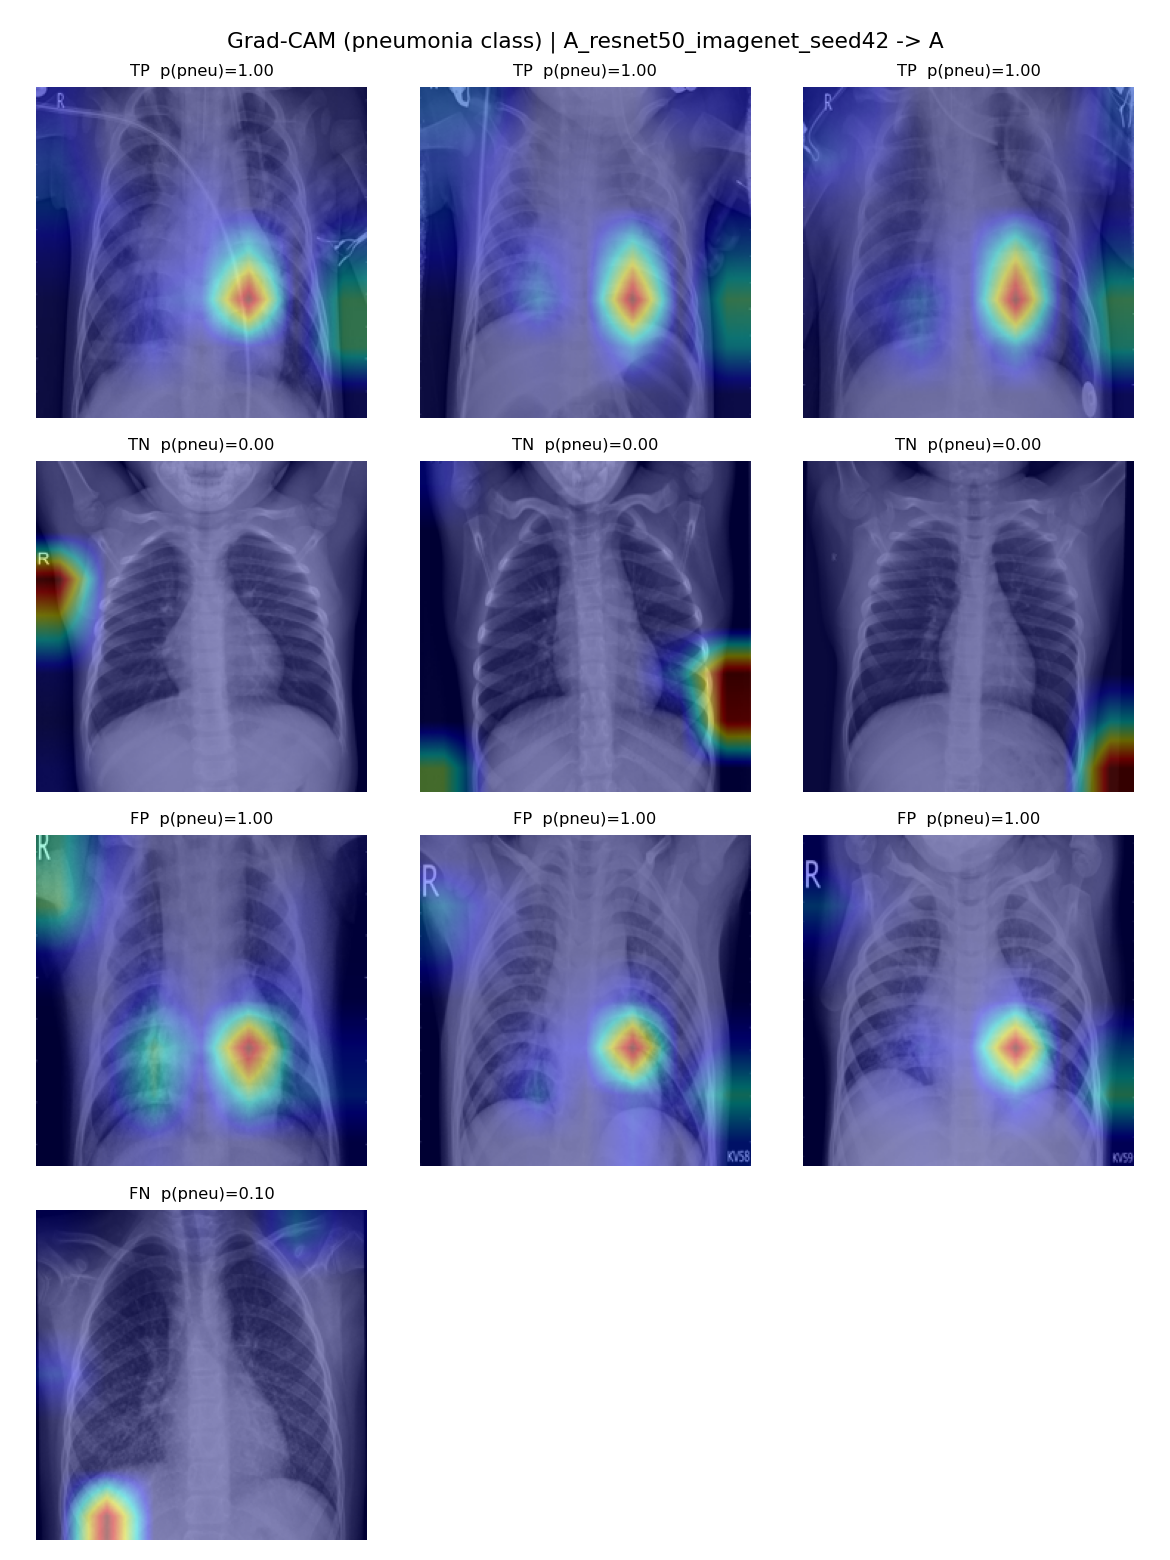 Grad-CAM (pneumonia class) | A_resnet50_imagenet_seed42 -> A
TP p(pneu)=1.00
TP p(pneu)=1.00
TP p(pneu)=1.00
R
R
TN p(pneu)=0.00
TN p(pneu)=0.00
TN p(pneu)=0.00
R
FP p(pneu)=1.00
FP p(pneu)=1.00
FP p(pneu)=1.00
R
R
R
KV58
KV59
FN p(pneu)=0.10